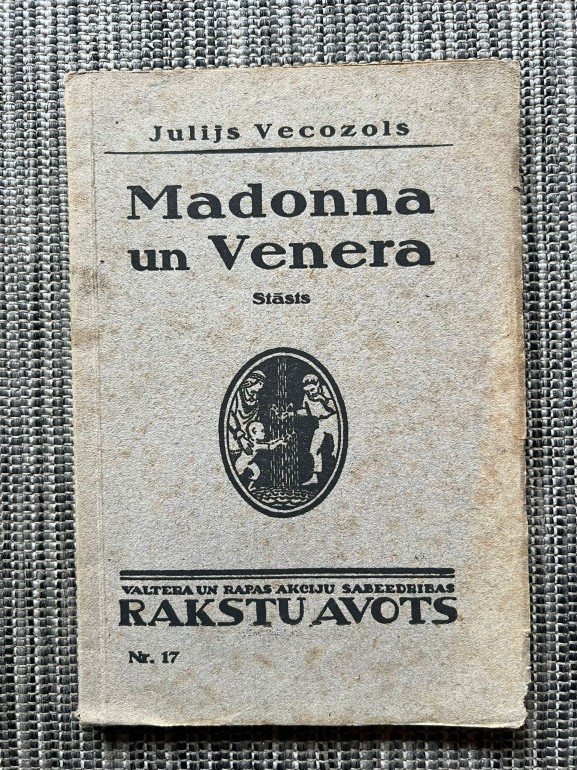 Julijs Vecozols
Madonna
un Venera
Stāsts
VALTERA UN RAPAS AKCIJU SABEEDRIBAS
RAKSTU AVOTS
Nr. 17